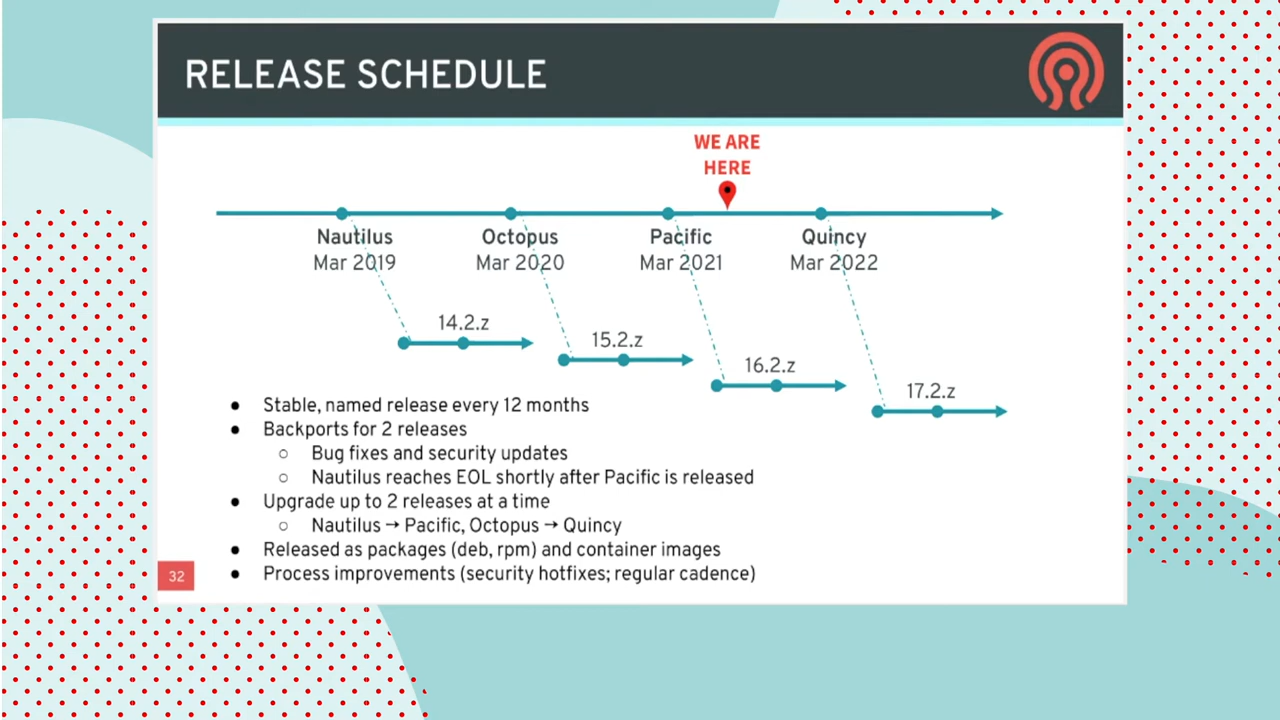 RELEASE SCHEDULE
WE ARE
HERE
Nautilus
Mar 2019
Octopus
Mar 2020
Pacific
Mar 2021
Quincy
Mar 2022
14.2.z
15.2.z
16.2.z
17.2.z
● Stable, named release every 12 months
● Backports for 2 releases
○ Bug fixes and security updates
○ Nautilus reaches EOL shortly after Pacific is released
● Upgrade up to 2 releases at a time
○ Nautilus → Pacific, Octopus → Quincy
● Released as packages (deb, rpm) and container images
● Process improvements (security hotfixes; regular cadence)
32